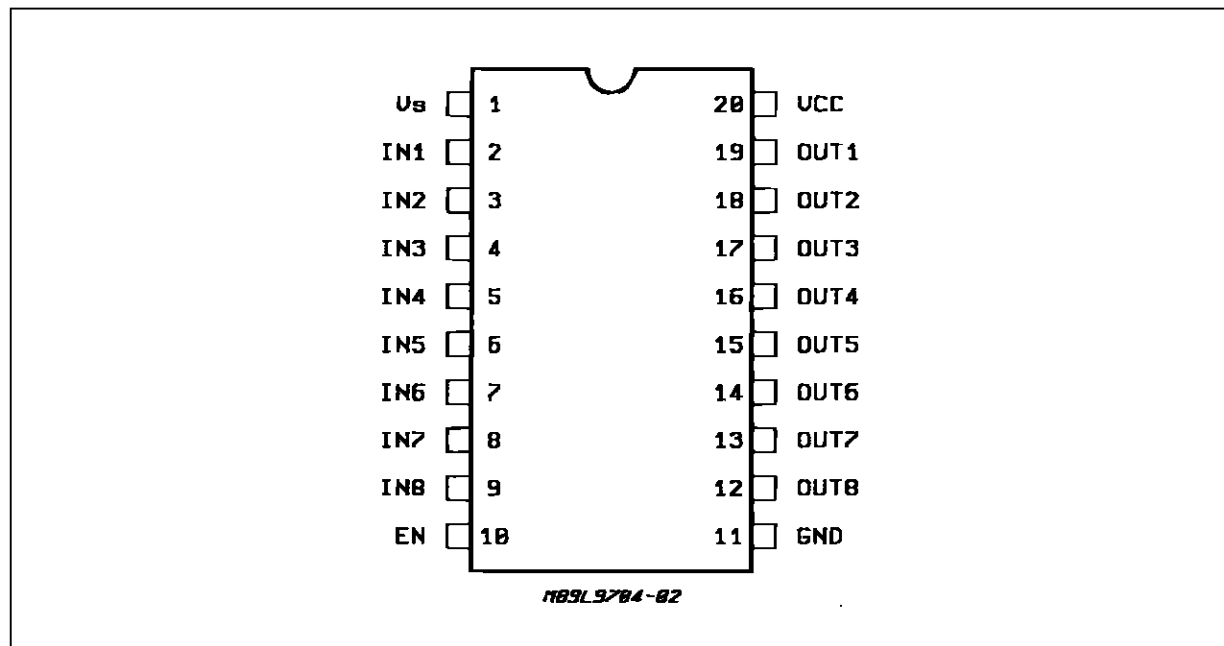 Vs 1 20 VCC
IN1 2 19 OUT1
IN2 3 18 OUT2
IN3 4 17 OUT3
IN4 5 16 OUT4
IN5 6 15 OUT5
IN6 7 14 OUT6
IN7 8 13 OUT7
IN8 9 12 OUT8
EN 10 11 GND
M89L9704-02